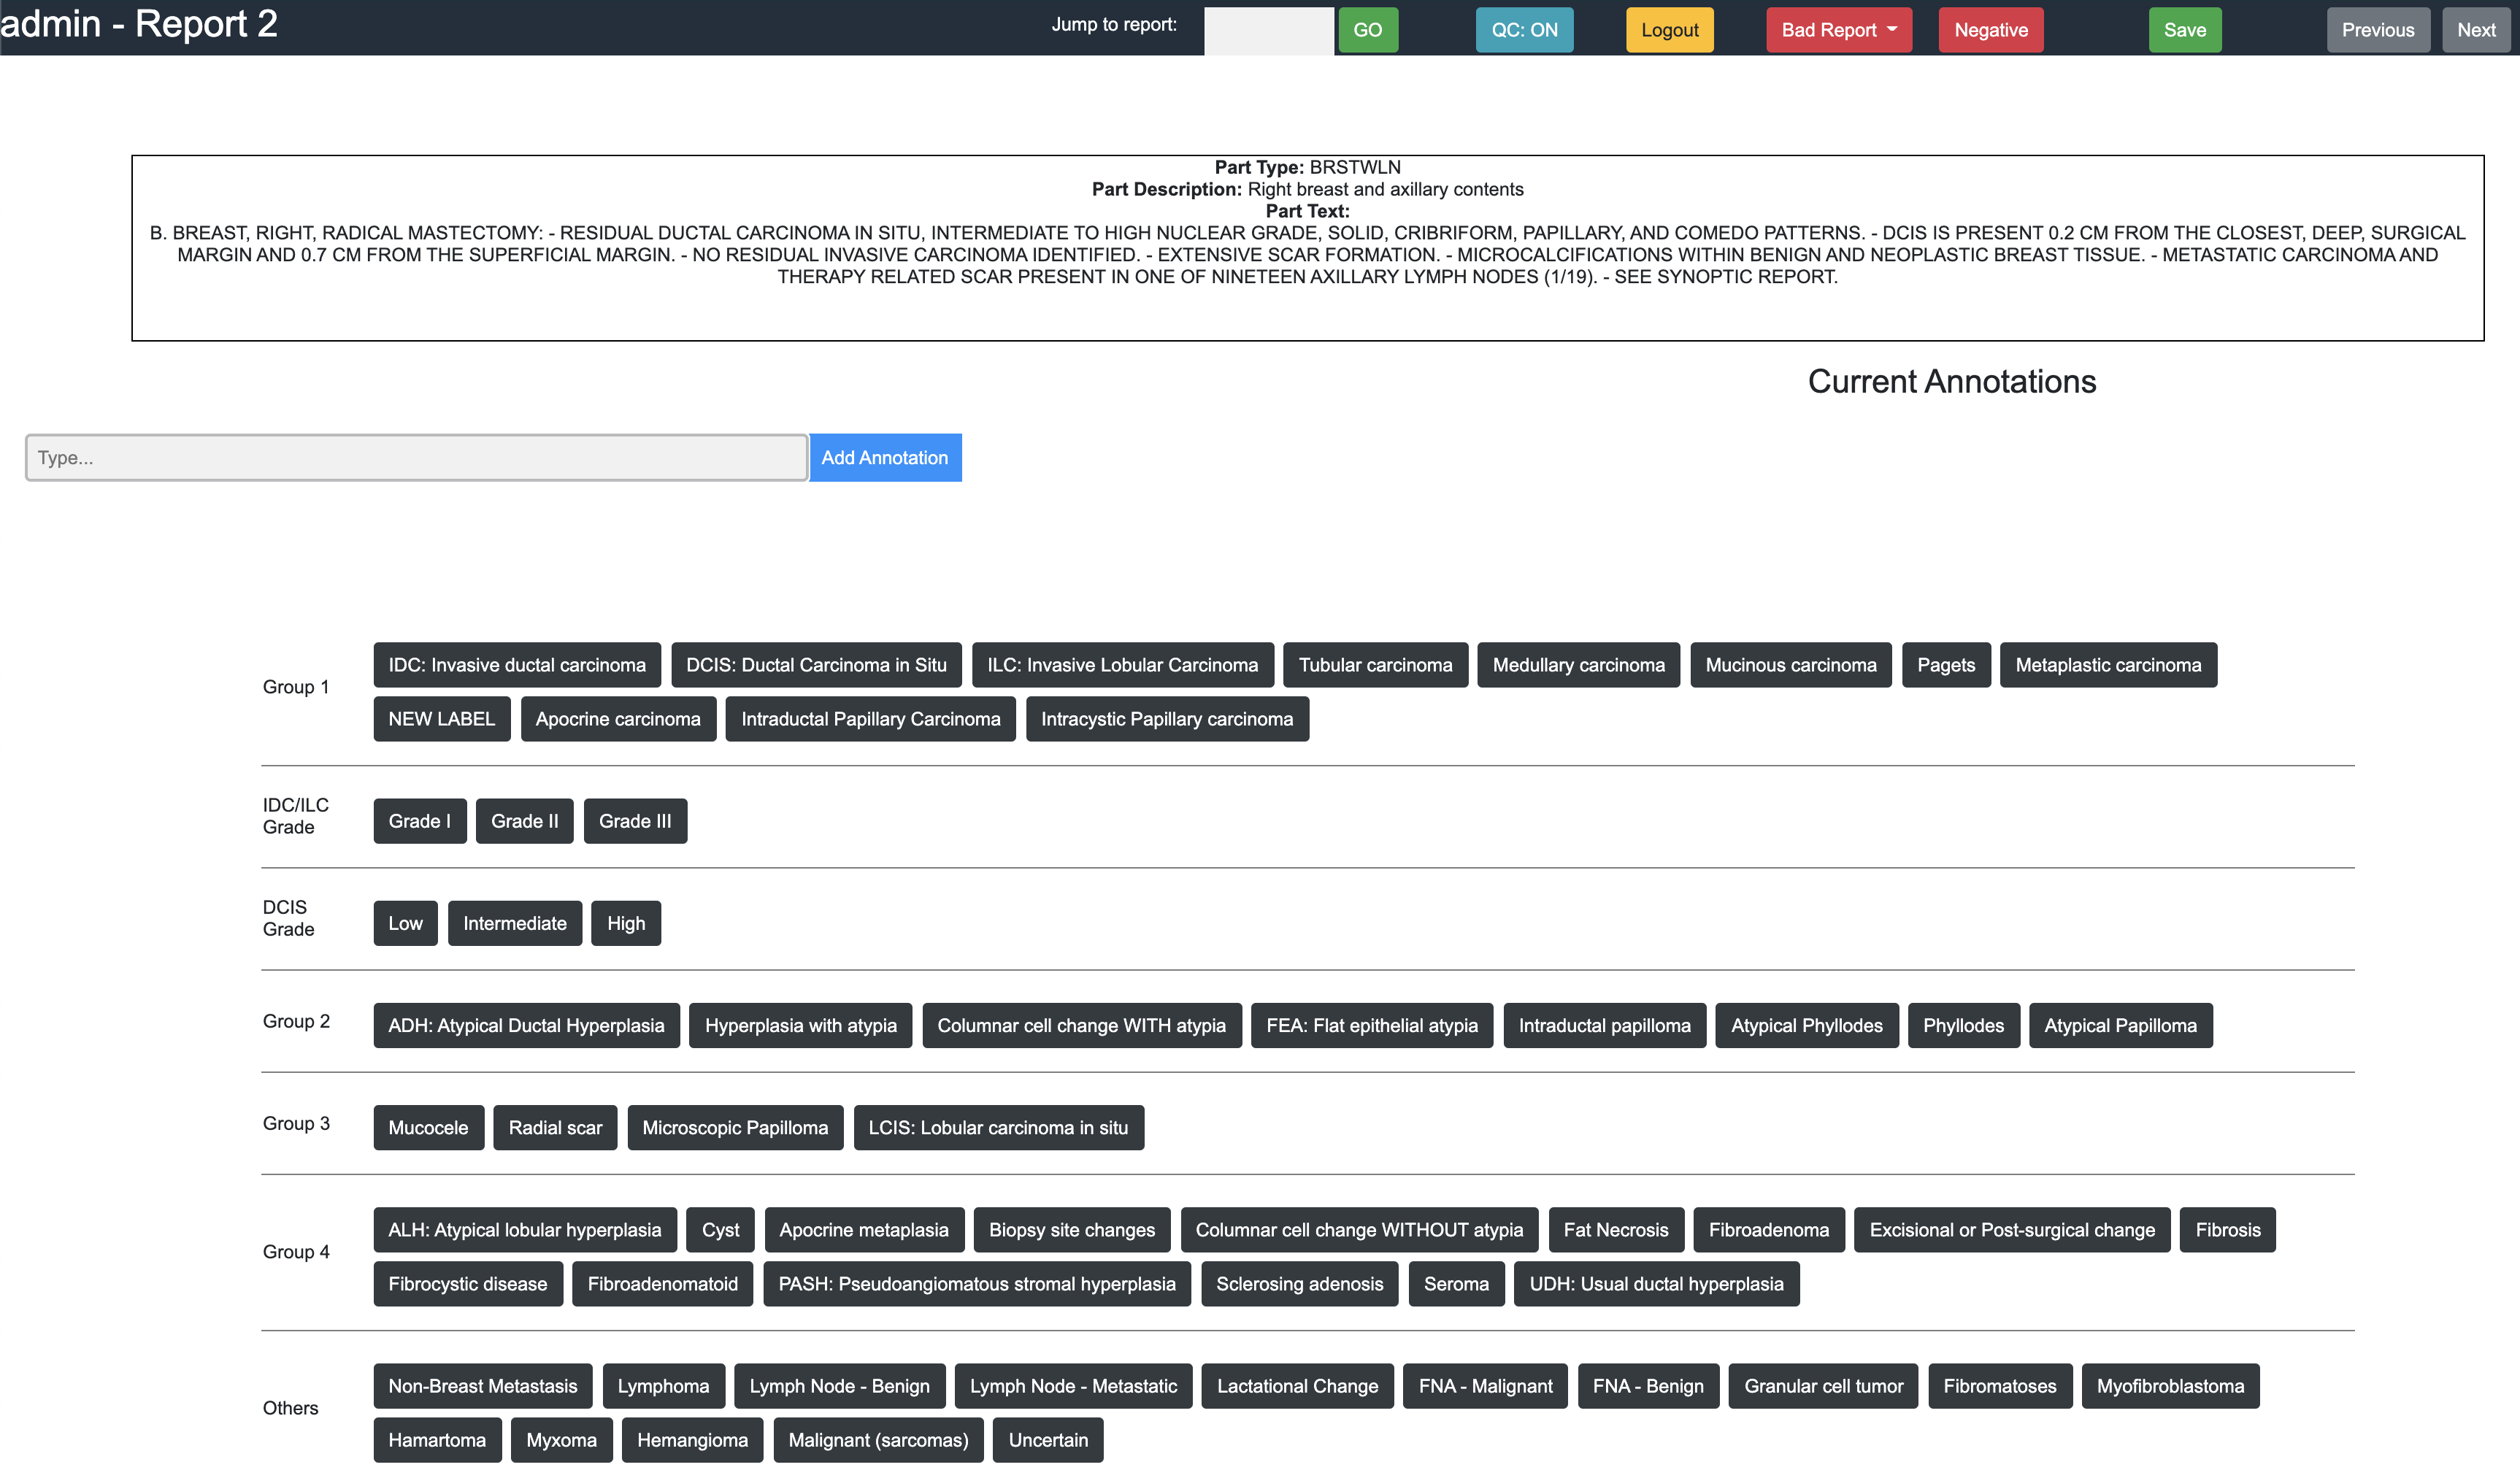 admin - Report 2 Jump to report: GO QC: ON Logout Bad Report Negative Save Previous Next
Part Type: BRSTWLN
Part Description: Right breast and axillary contents
Part Text:
B. BREAST, RIGHT, RADICAL MASTECTOMY: - RESIDUAL DUCTAL CARCINOMA IN SITU, INTERMEDIATE TO HIGH NUCLEAR GRADE, SOLID, CRIBRIFORM, PAPILLARY, AND COMEDO PATTERNS. - DCIS IS PRESENT 0.2 CM FROM THE CLOSEST, DEEP, SURGICAL
MARGIN AND 0.7 CM FROM THE SUPERFICIAL MARGIN. - NO RESIDUAL INVASIVE CARCINOMA IDENTIFIED. - EXTENSIVE SCAR FORMATION. - MICROCALCIFICATIONS WITHIN BENIGN AND NEOPLASTIC BREAST TISSUE. - METASTATIC CARCINOMA AND
THERAPY RELATED SCAR PRESENT IN ONE OF NINETEEN AXILLARY LYMPH NODES (1/19). - SEE SYNOPTIC REPORT.
Current Annotations
Type... Add Annotation
Group 1
IDC: Invasive ductal carcinoma DCIS: Ductal Carcinoma in Situ ILC: Invasive Lobular Carcinoma Tubular carcinoma Medullary carcinoma Mucinous carcinoma Pagets Metaplastic carcinoma
NEW LABEL Apocrine carcinoma Intraductal Papillary Carcinoma Intracystic Papillary carcinoma
IDC/ILC
Grade
Grade I Grade II Grade III
DCIS
Grade
Low Intermediate High
Group 2 ADH: Atypical Ductal Hyperplasia Hyperplasia with atypia Columnar cell change WITH atypia FEA: Flat epithelial atypia Intraductal papilloma Atypical Phyllodes Phyllodes Atypical Papilloma
Group 3 Mucocele Radial scar Microscopic Papilloma LCIS: Lobular carcinoma in situ
Group 4
ALH: Atypical lobular hyperplasia Cyst Apocrine metaplasia Biopsy site changes Columnar cell change WITHOUT atypia Fat Necrosis Fibroadenoma Excisional or Post-surgical change Fibrosis
Fibrocystic disease Fibroadenomatoid PASH: Pseudoangiomatous stromal hyperplasia Sclerosing adenosis Seroma UDH: Usual ductal hyperplasia
Others
Non-Breast Metastasis Lymphoma Lymph Node - Benign Lymph Node - Metastatic Lactational Change FNA - Malignant FNA - Benign Granular cell tumor Fibromatoses Myofibroblastoma
Hamartoma Myxoma Hemangioma Malignant (sarcomas) Uncertain